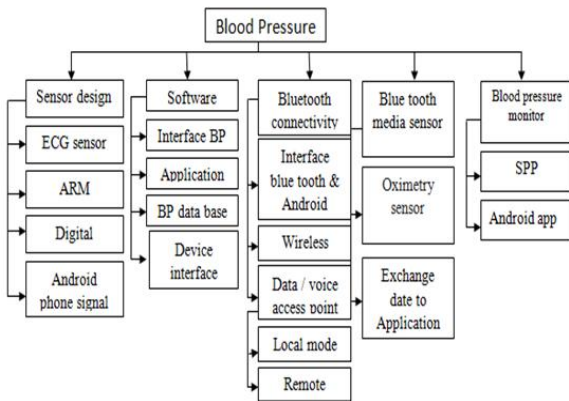 Blood Pressure
Sensor design
ECG sensor
ARM
Digital
Android
phone signal
Software
Interface BP
Application
BP data base
Device
interface
Bluetooth
connectivity
Interface
blue tooth &
Android
Wireless
Data / voice
access point
Local mode
Remote
Blue tooth
media sensor
Oximetry
sensor
Exchange
date to
Application
Blood pressure
monitor
SPP
Android app